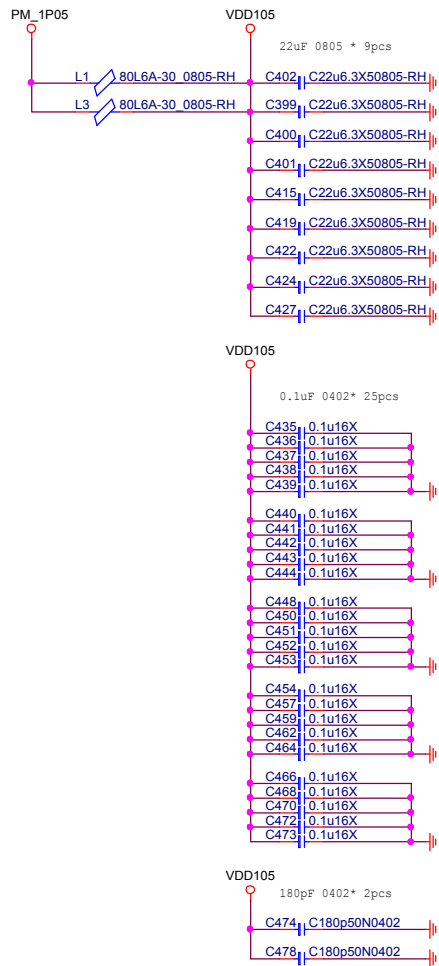 PM_1P05 VDD105
22uF 0805 * 9pcs
L1 80L6A-30_0805-RH C402 C22u6.3X50805-RH
L3 80L6A-30_0805-RH C399 C22u6.3X50805-RH
C400 C22u6.3X50805-RH
C401 C22u6.3X50805-RH
C415 C22u6.3X50805-RH
C419 C22u6.3X50805-RH
C422 C22u6.3X50805-RH
C424 C22u6.3X50805-RH
C427 C22u6.3X50805-RH
VDD105
0.1uF 0402* 25pcs
C435 0.1u16X
C436 0.1u16X
C437 0.1u16X
C438 0.1u16X
C439 0.1u16X
C440 0.1u16X
C441 0.1u16X
C442 0.1u16X
C443 0.1u16X
C444 0.1u16X
C448 0.1u16X
C450 0.1u16X
C451 0.1u16X
C452 0.1u16X
C453 0.1u16X
C454 0.1u16X
C457 0.1u16X
C459 0.1u16X
C462 0.1u16X
C464 0.1u16X
C466 0.1u16X
C468 0.1u16X
C470 0.1u16X
C472 0.1u16X
C473 0.1u16X
VDD105
180pF 0402* 2pcs
C474 C180p50N0402
C478 C180p50N0402